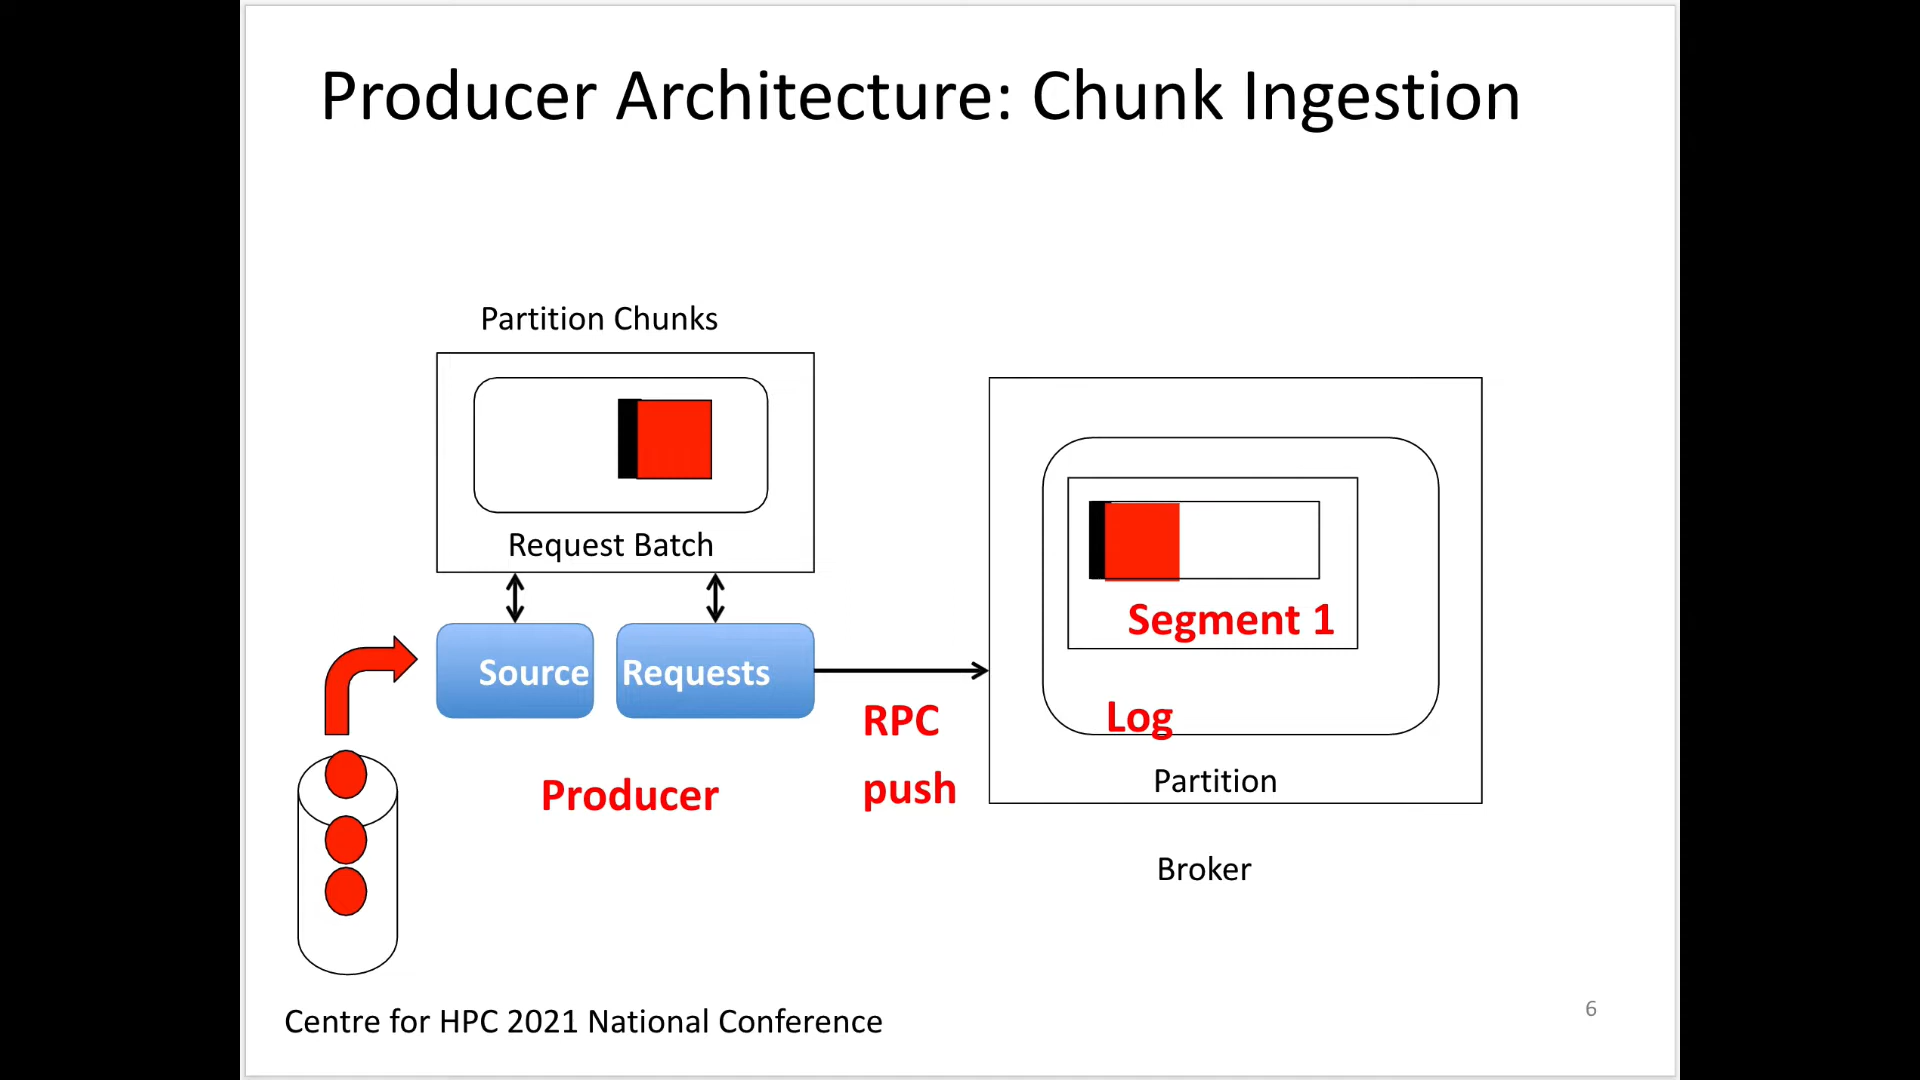 Producer Architecture: Chunk Ingestion
Partition Chunks
Request Batch
Source
Requests
RPC
push
Producer
Segment 1
Log
Partition
Broker
Centre for HPC 2021 National Conference
6